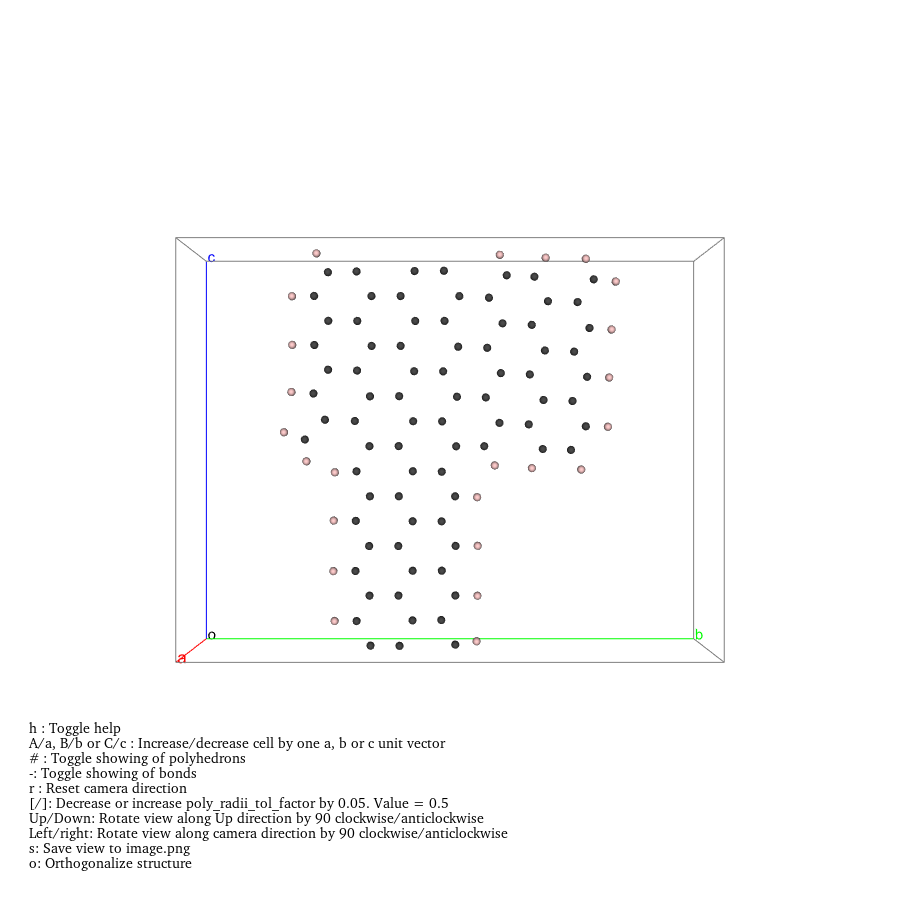 c
o
b
a
h : Toggle help
A/a, B/b or C/c : Increase/decrease cell by one a, b or c unit vector
# : Toggle showing of polyhedrons
-: Toggle showing of bonds
r : Reset camera direction
[/]: Decrease or increase poly_radii_tol_factor by 0.05. Value = 0.5
Up/Down: Rotate view along Up direction by 90 clockwise/anticlockwise
Left/right: Rotate view along camera direction by 90 clockwise/anticlockwise
s: Save view to image.png
o: Orthogonalize structure